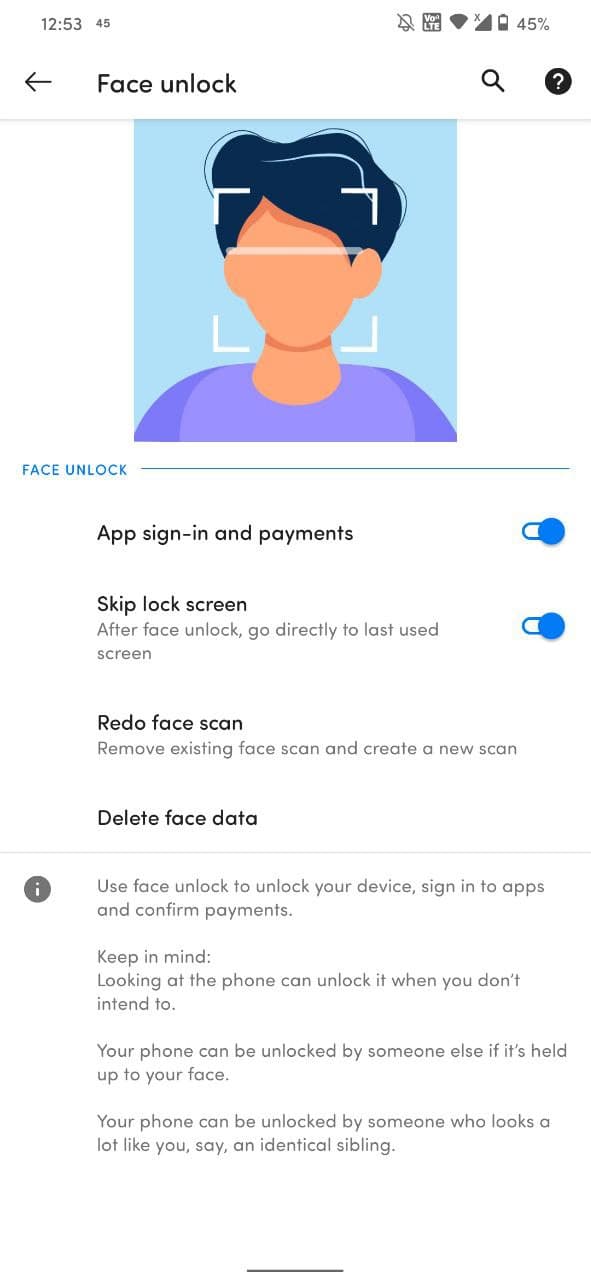 12:53 45 Vo) LTE x 45%
Face unlock
FACE UNLOCK
App sign-in and payments
Skip lock screen
After face unlock, go directly to last used
screen
Redo face scan
Remove existing face scan and create a new scan
Delete face data
Use face unlock to unlock your device, sign in to apps
and confirm payments.
Keep in mind:
Looking at the phone can unlock it when you don't
intend to.
Your phone can be unlocked by someone else if it's held
up to your face.
Your phone can be unlocked by someone who looks a
lot like you, say, an identical sibling.